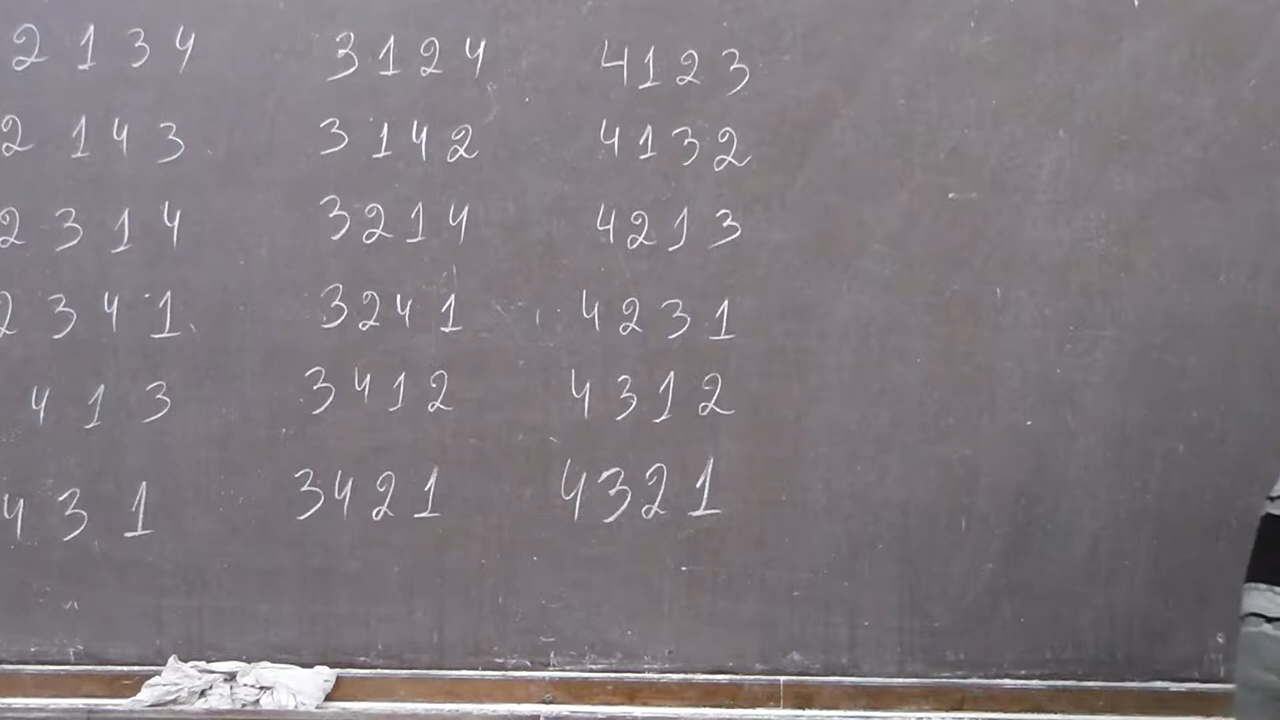 2 1 3 4 3 1 2 4 4 1 2 3
2 1 4 3 3 1 4 2 4 1 3 2
2 3 1 4 3 2 1 4 4 2 1 3
2 3 4 1 3 2 4 1 4 2 3 1
4 1 3 3 4 1 2 4 3 1 2
4 3 1 3 4 2 1 4 3 2 1